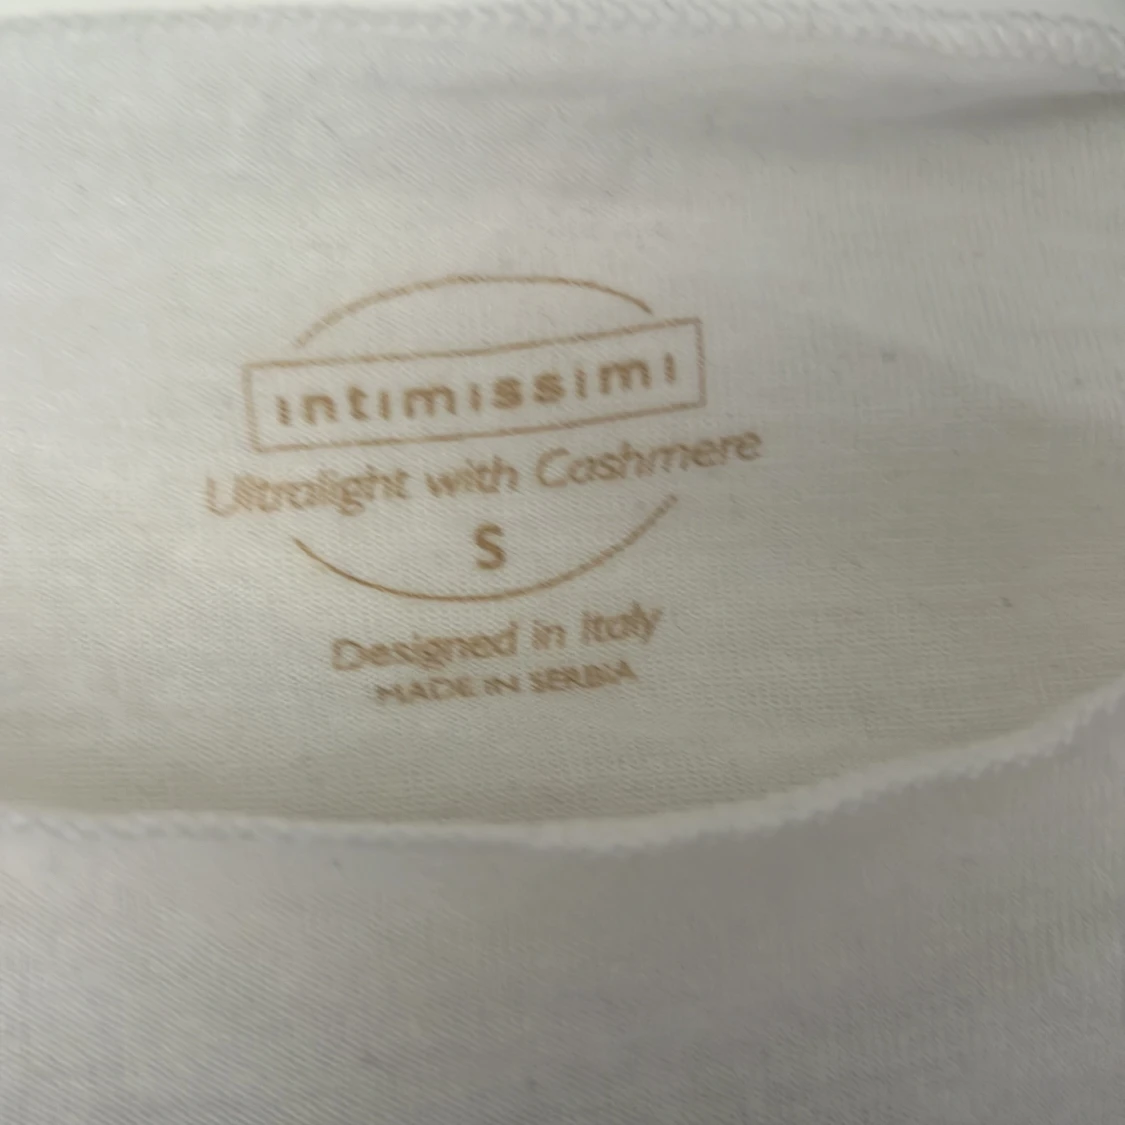 intimissimi
Ultralight with Cashmere
S
Designed in Italy
MADE IN SERBIA